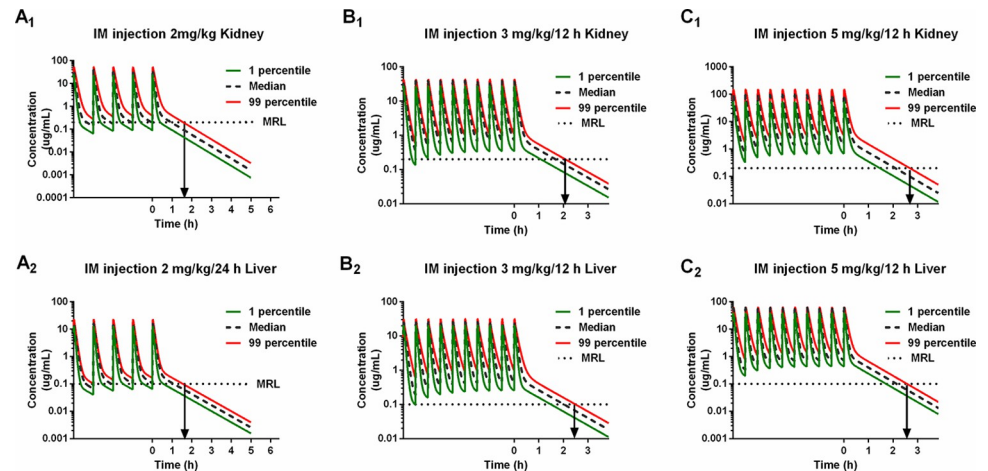 A1
IM injection 2mg/kg Kidney
100
10
1
0.1
0.01
0.001
0.0001
Concentration
(ug/mL)
1 percentile
Median
99 percentile
MRL
0 1 2 3 4 5 6
Time (h)
B1
IM injection 3 mg/kg/12 h Kidney
100
10
1
0.1
0.01
Concentration
(ug/mL)
1 percentile
Median
99 percentile
MRL
0 1 2 3
Time (h)
C1
IM injection 5 mg/kg/12 h Kidney
1000
100
10
1
0.1
0.01
Concentration
(ug/mL)
1 percentile
Median
99 percentile
MRL
0 1 2 3
Time (h)
A2
IM injection 2 mg/kg/24 h Liver
100
10
1
0.1
0.01
0.001
Concentration
(ug/mL)
1 percentile
Median
99 percentile
MRL
0 1 2 3 4 5 6
Time (h)
B2
IM injection 3 mg/kg/12 h Liver
100
10
1
0.1
0.01
Concentration
(ug/mL)
1 percentile
Median
99 percentile
MRL
0 1 2 3
Time (h)
C2
IM injection 5 mg/kg/12 h Liver
100
10
1
0.1
0.01
0.001
Concentration
(ug/mL)
1 percentile
Median
99 percentile
MRL
0 1 2 3
Time (h)